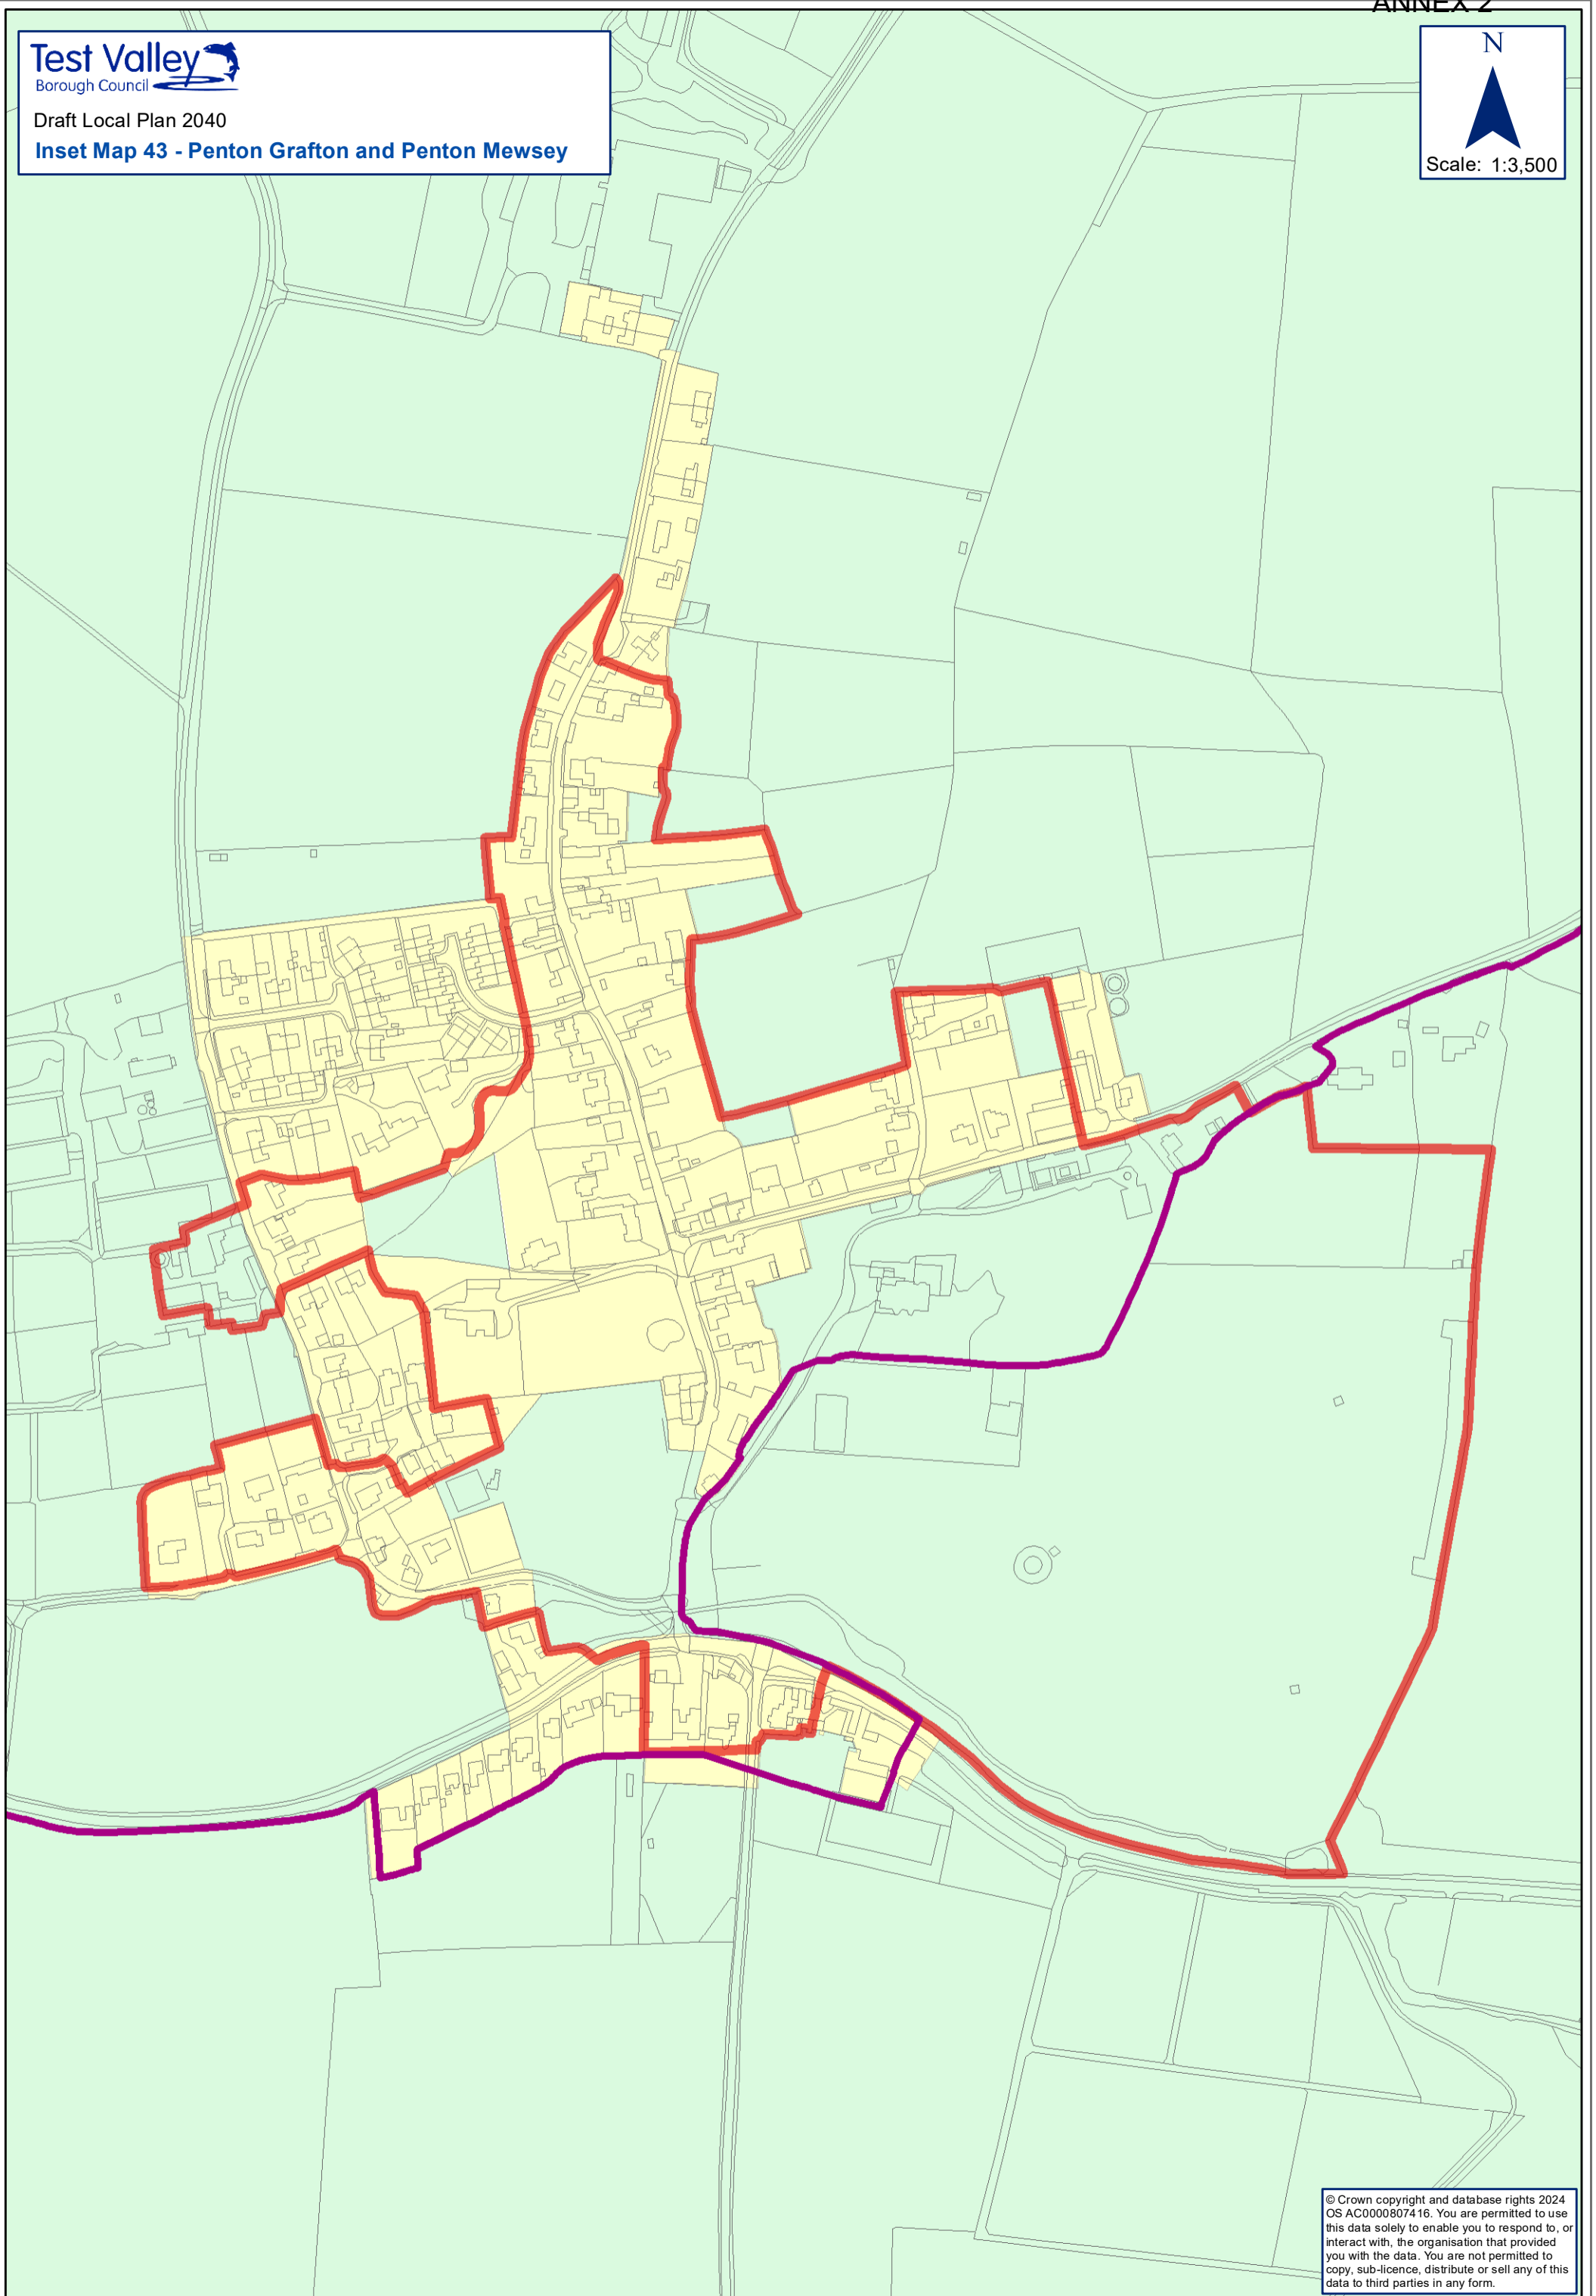 ANNEX 2
Test Valley
Borough Council
Draft Local Plan 2040
Inset Map 43 - Penton Grafton and Penton Mewsey
N
Scale: 1:3,500
© Crown copyright and database rights 2024
OS AC0000807416. You are permitted to use
this data solely to enable you to respond to, or
interact with, the organisation that provided
you with the data. You are not permitted to
copy, sub-licence, distribute or sell any of this
data to third parties in any form.